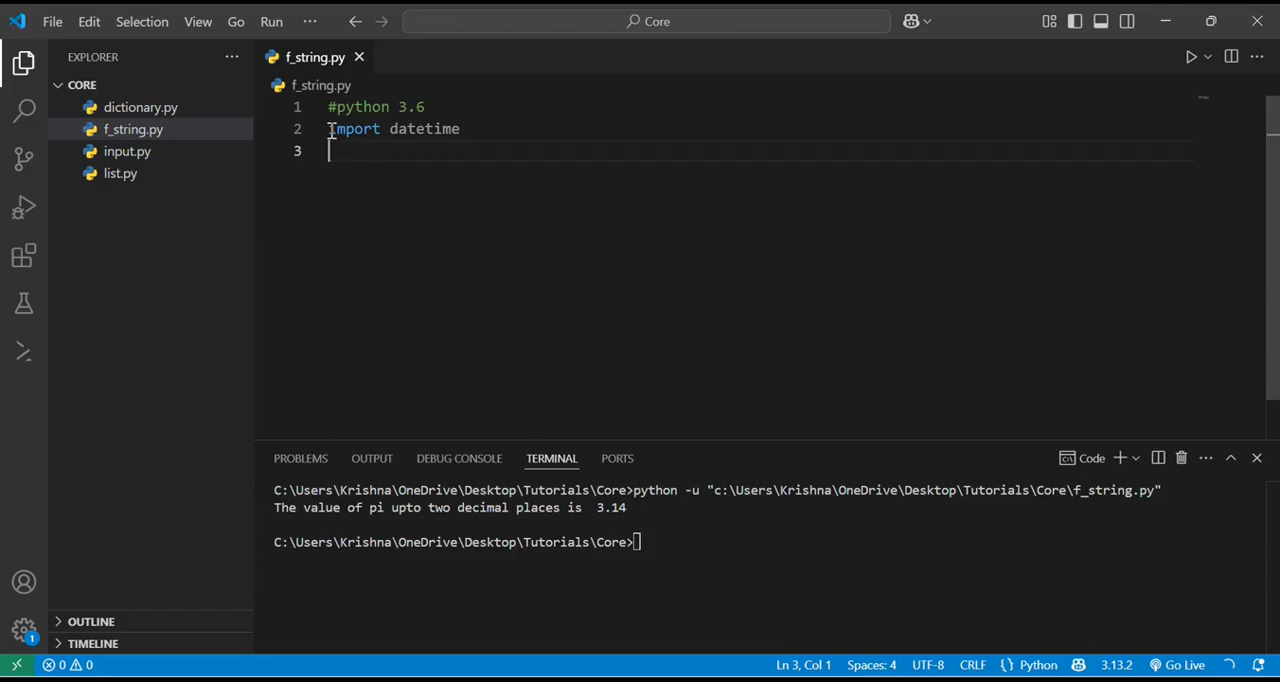 File Edit Selection View Go Run ··· Core
EXPLORER ···
CORE
dictionary.py
f_string.py
input.py
list.py
OUTLINE
TIMELINE
1
f_string.py
f_string.py
1 #python 3.6
2 import datetime
3
PROBLEMS OUTPUT DEBUG CONSOLE TERMINAL PORTS Code
C:\Users\Krishna\OneDrive\Desktop\Tutorials\Core>python -u "c:\Users\Krishna\OneDrive\Desktop\Tutorials\Core\f_string.py"
The value of pi upto two decimal places is  3.14
C:\Users\Krishna\OneDrive\Desktop\Tutorials\Core>
0 0 Ln 3, Col 1 Spaces: 4 UTF-8 CRLF {} Python 3.13.2 Go Live